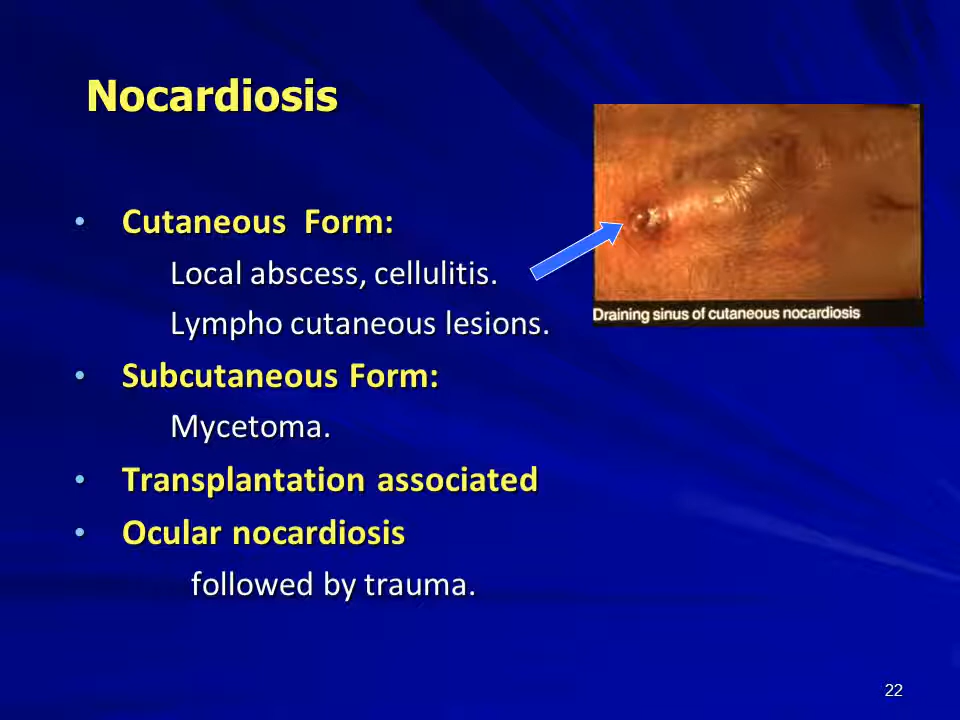 Nocardiosis
• Cutaneous Form:
Local abscess, cellulitis.
Lympho cutaneous lesions.
Draining sinus of cutaneous nocardiosis
• Subcutaneous Form:
Mycetoma.
• Transplantation associated
• Ocular nocardiosis
followed by trauma.
22